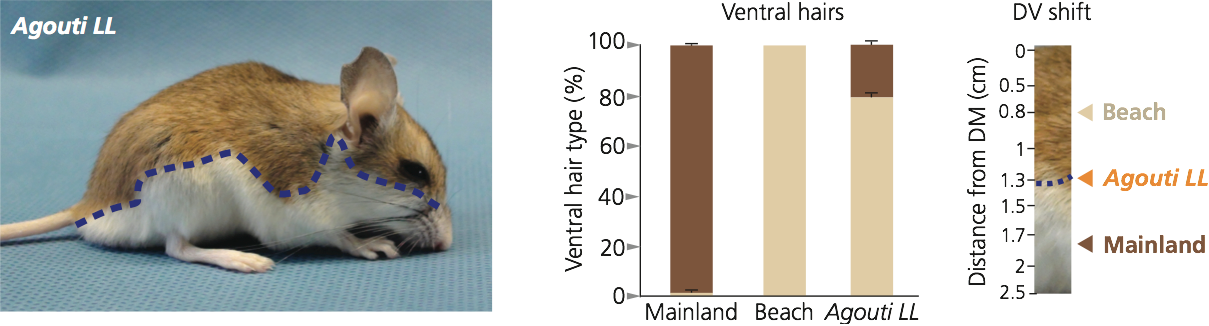 Agouti LL
Ventral hairs
Ventral hair type (%)
100
80
60
40
20
0
Mainland Beach Agouti LL
DV shift
Distance from DM (cm)
0
0.5
0.8
1
1.3
1.5
1.7
2
2.5
Beach
Agouti LL
Mainland